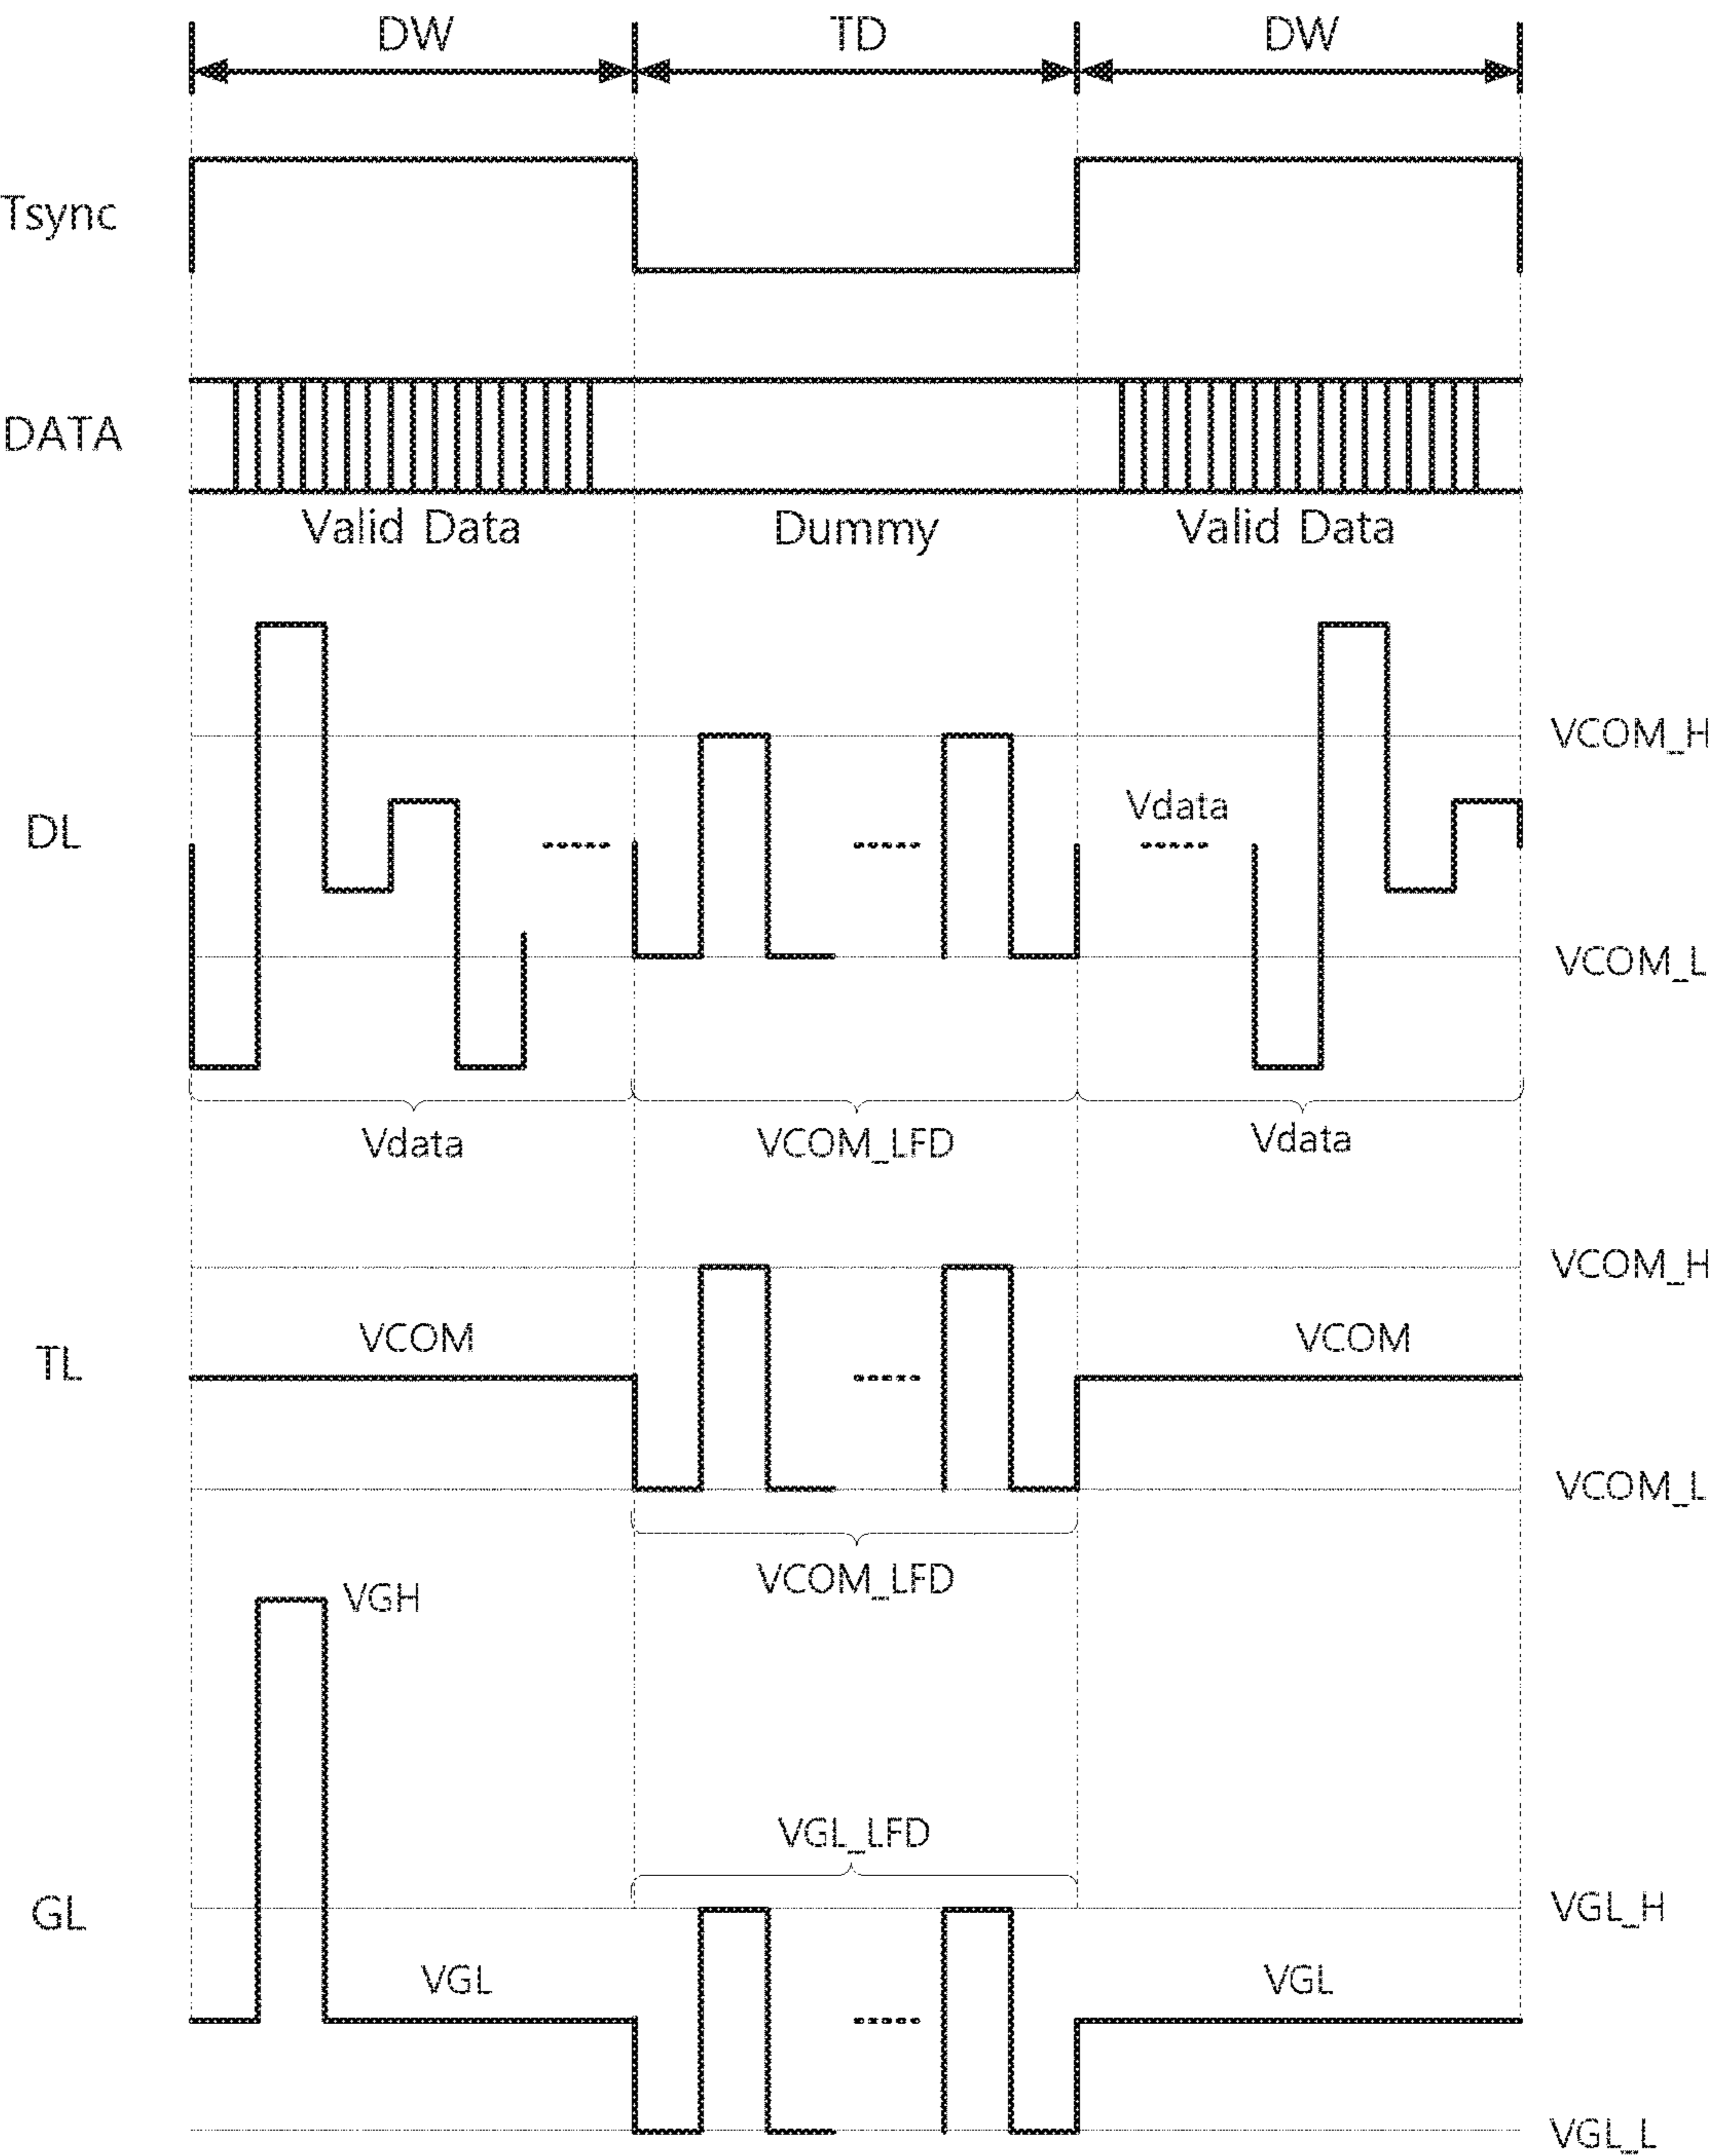 DW TD DW
Tsync
DATA
Valid Data Dummy Valid Data
VCOM_H
Vdata
DL
VCOM_L
Vdata VCOM_LFD Vdata
VCOM_H
VCOM VCOM
TL
VCOM_L
VCOM_LFD
VGH
VGL_LFD
GL VGL_H
VGL VGL
VGL_L